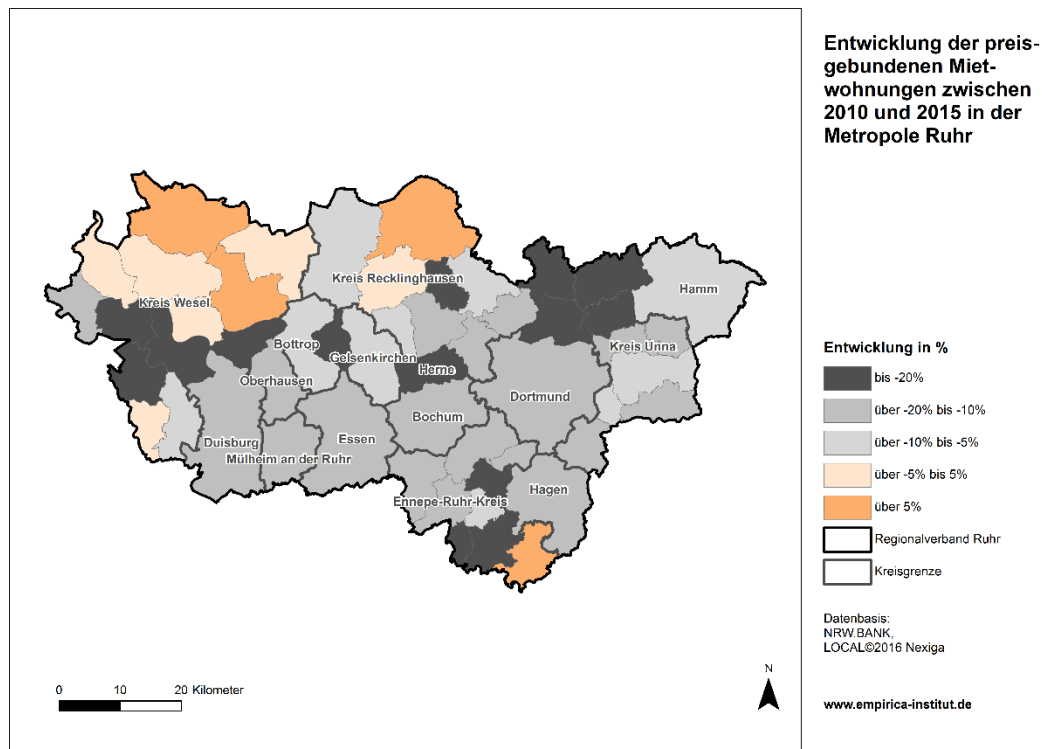 Entwicklung der preis-
gebundenen Miet-
wohnungen zwischen
2010 und 2015 in der
Metropole Ruhr
Kreis Recklinghausen
Hamm
Kreis Wesel
Kreis Unna
Bottrop
Gelsenkirchen
Herne
Oberhausen
Dortmund
Bochum
Essen
Duisburg
Mülheim an der Ruhr
Hagen
Ennepe-Ruhr-Kreis
Entwicklung in %
bis -20%
über -20% bis -10%
über -10% bis -5%
über -5% bis 5%
über 5%
Regionalverband Ruhr
Kreisgrenze
Datenbasis:
NRW.BANK,
LOCAL©2016 Nexiga
0 10 20 Kilometer
N
www.empirica-institut.de